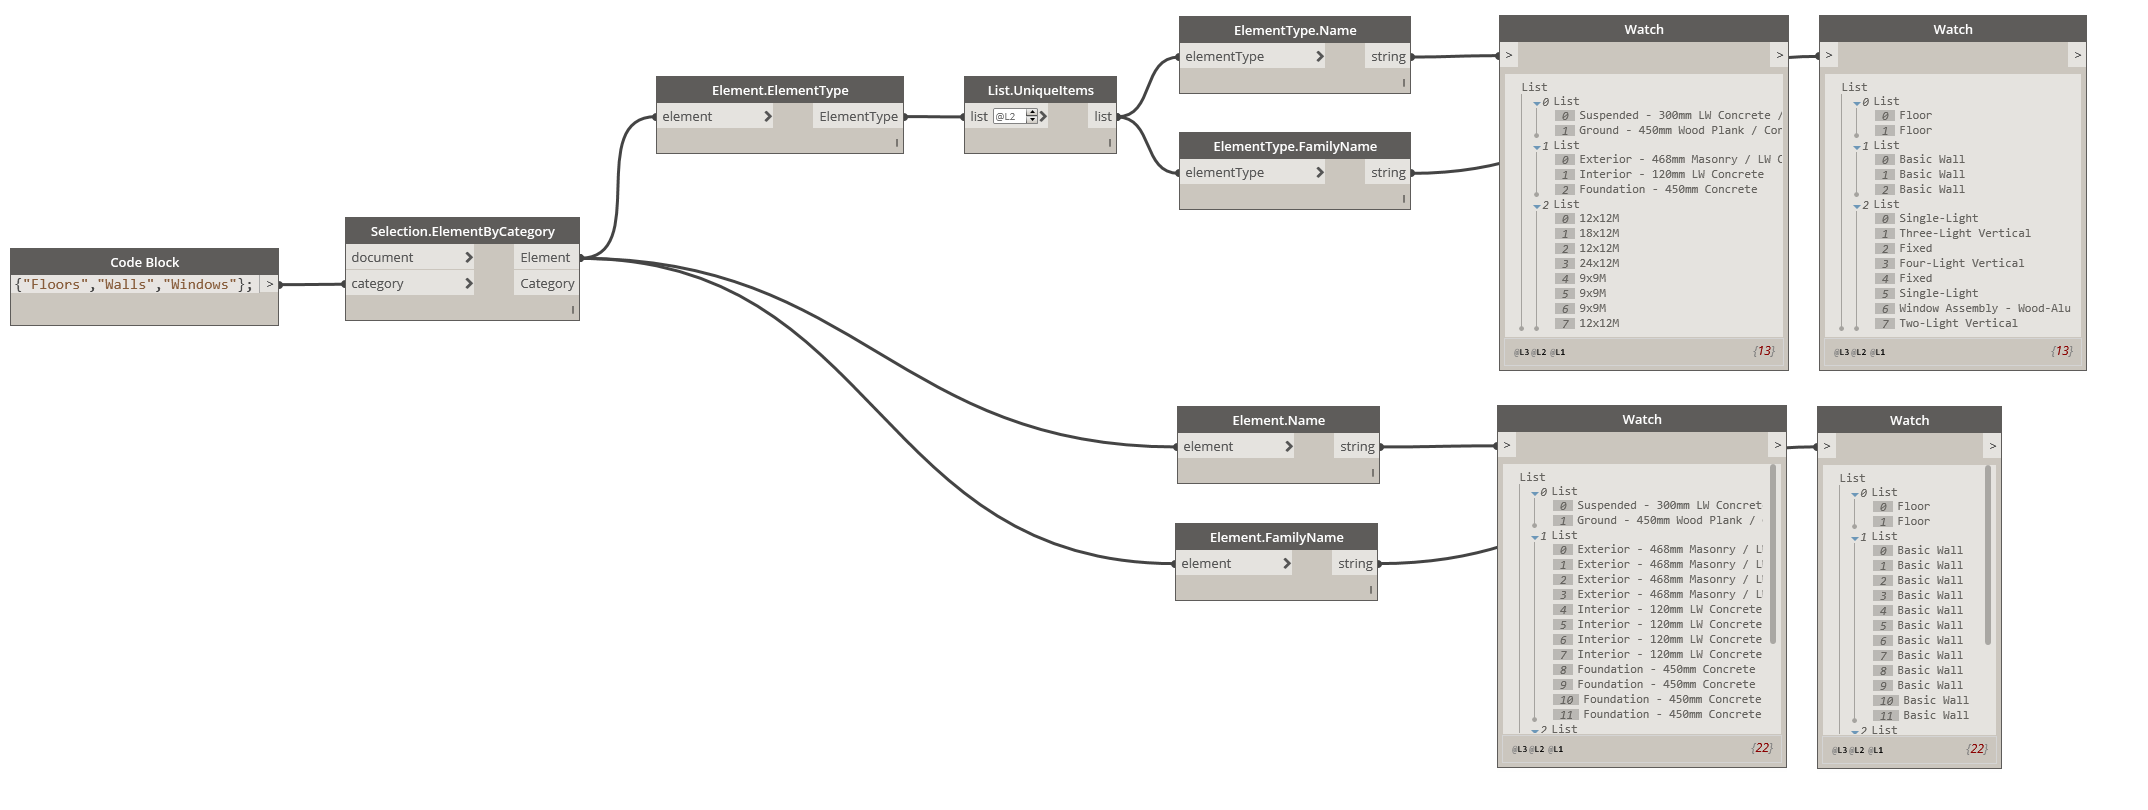 Code Block
{"Floors","Walls","Windows"}; >
Selection.ElementByCategory
document > Element
category > Category
l
Element.ElementType
element > ElementType
l
List.UniqueItems
list @L2 > list
l
ElementType.Name
elementType > string
l
ElementType.FamilyName
elementType > string
l
Watch
> >
List
0 List
0 Suspended - 300mm LW Concrete /
1 Ground - 450mm Wood Plank / Con
1 List
0 Exterior - 468mm Masonry / LW C
1 Interior - 120mm LW Concrete
2 Foundation - 450mm Concrete
2 List
0 12x12M
1 18x12M
2 12x12M
3 24x12M
4 9x9M
5 9x9M
6 9x9M
7 12x12M
@L3 @L2 @L1 {13}
Watch
> >
List
0 List
0 Floor
1 Floor
1 List
0 Basic Wall
1 Basic Wall
2 Basic Wall
2 List
0 Single-Light
1 Three-Light Vertical
2 Fixed
3 Four-Light Vertical
4 Fixed
5 Single-Light
6 Window Assembly - Wood-Alu
7 Two-Light Vertical
@L3 @L2 @L1 {13}
Element.Name
element > string
l
Element.FamilyName
element > string
l
Watch
> >
List
0 List
0 Suspended - 300mm LW Concret
1 Ground - 450mm Wood Plank /
1 List
0 Exterior - 468mm Masonry / L
1 Exterior - 468mm Masonry / L
2 Exterior - 468mm Masonry / L
3 Exterior - 468mm Masonry / L
4 Interior - 120mm LW Concrete
5 Interior - 120mm LW Concrete
6 Interior - 120mm LW Concrete
7 Interior - 120mm LW Concrete
8 Foundation - 450mm Concrete
9 Foundation - 450mm Concrete
10 Foundation - 450mm Concrete
11 Foundation - 450mm Concrete
2 List
@L3 @L2 @L1 {22}
Watch
> >
List
0 List
0 Floor
1 Floor
1 List
0 Basic Wall
1 Basic Wall
2 Basic Wall
3 Basic Wall
4 Basic Wall
5 Basic Wall
6 Basic Wall
7 Basic Wall
8 Basic Wall
9 Basic Wall
10 Basic Wall
11 Basic Wall
2 List
@L3 @L2 @L1 {22}